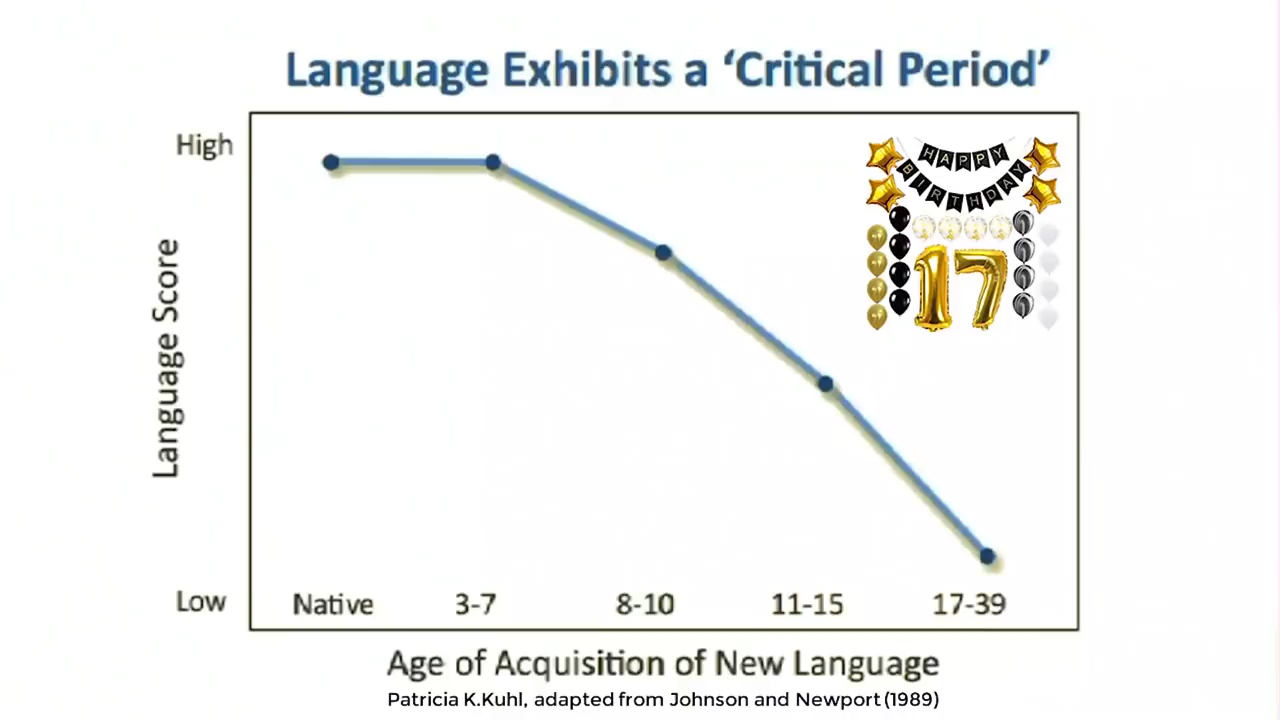 Language Exhibits a ‘Critical Period’
High
HAPPY
BIRTHDAY
17
Language Score
Low
Native 3-7 8-10 11-15 17-39
Age of Acquisition of New Language
Patricia K.Kuhl, adapted from Johnson and Newport (1989)